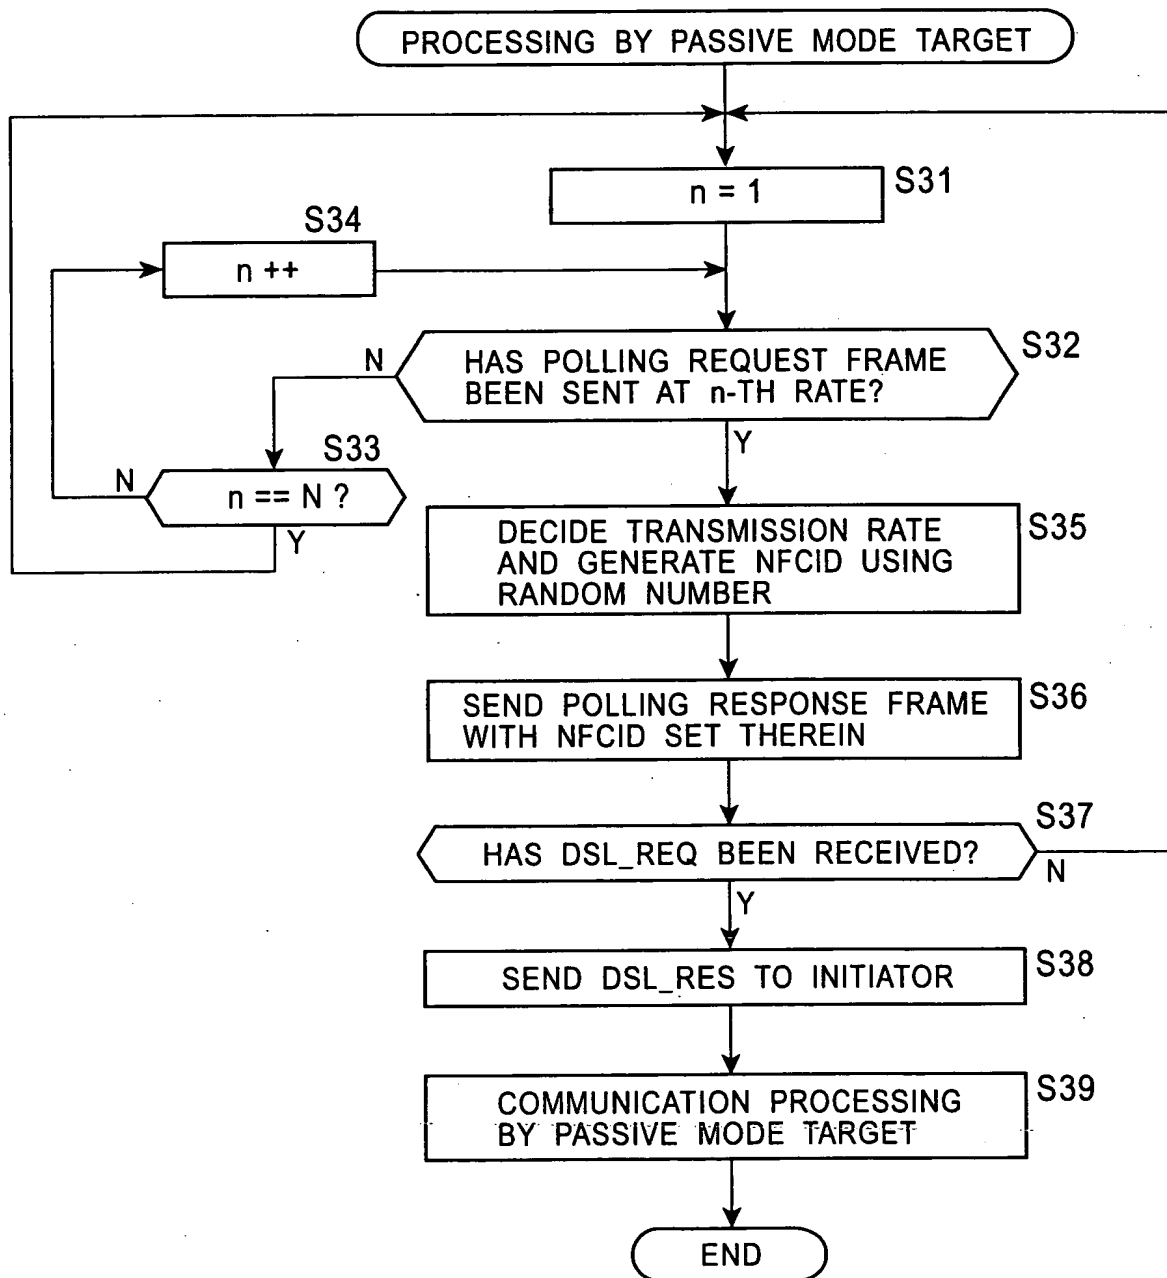 PROCESSING BY PASSIVE MODE TARGET
n = 1
S31
S34
n ++
S32
N
HAS POLLING REQUEST FRAME
BEEN SENT AT n-TH RATE?
Y
S33
N
n == N ?
Y
S35
DECIDE TRANSMISSION RATE
AND GENERATE NFCID USING
RANDOM NUMBER
S36
SEND POLLING RESPONSE FRAME
WITH NFCID SET THEREIN
S37
HAS DSL_REQ BEEN RECEIVED?
N
Y
S38
SEND DSL_RES TO INITIATOR
S39
COMMUNICATION PROCESSING
BY PASSIVE MODE TARGET
END